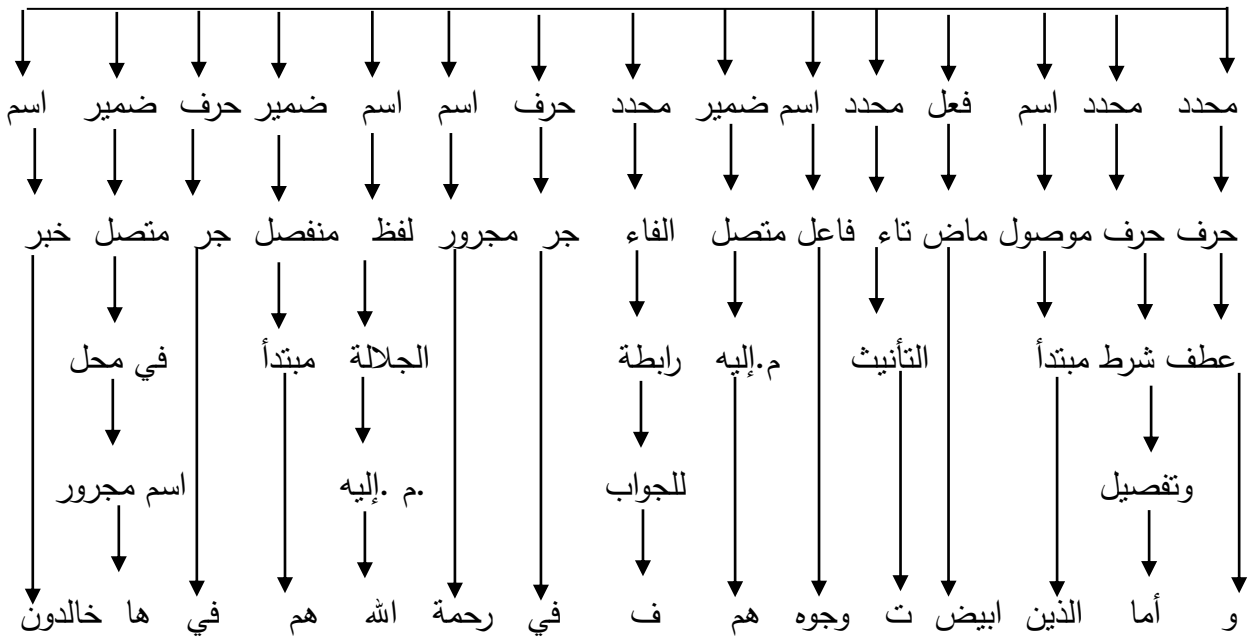 محدد محدد اسم فعل محدد اسم ضمير محدد حرف اسم اسم ضمير حرف ضمير اسم
حرف حرف موصول ماض تاء فاعل متصل الفاء جر مجرور لفظ منفصل جر متصل خبر
عطف شرط مبتدأ التأنيث م.إليه رابطة الجلالة مبتدأ في محل
وتفصيل للجواب م .إليه. اسم مجرور
و أما الذين ابيض ت وجوه هم ف في رحمة الله هم في ها خالدون